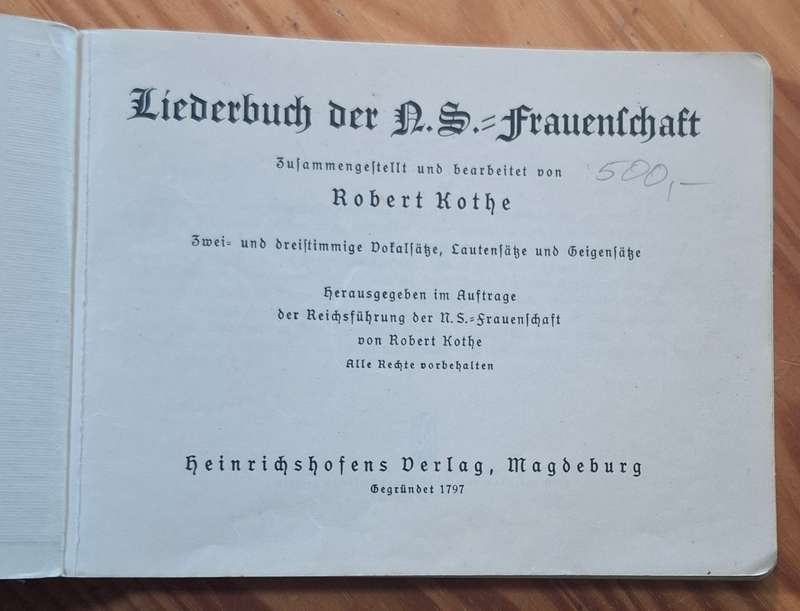 Liederbuch der N.S.=Frauenſchaft
Zuſammengeſtellt und bearbeitet von
500,-
Robert Kothe
Zwei= und dreiſtimmige Vokalſätze, Lautenſätze und Geigenſätze
Herausgegeben im Auftrage
der Reichsführung der N.S.=Frauenſchaft
von Robert Kothe
Alle Rechte vorbehalten
Heinrichshofens Verlag, Magdeburg
Gegründet 1797